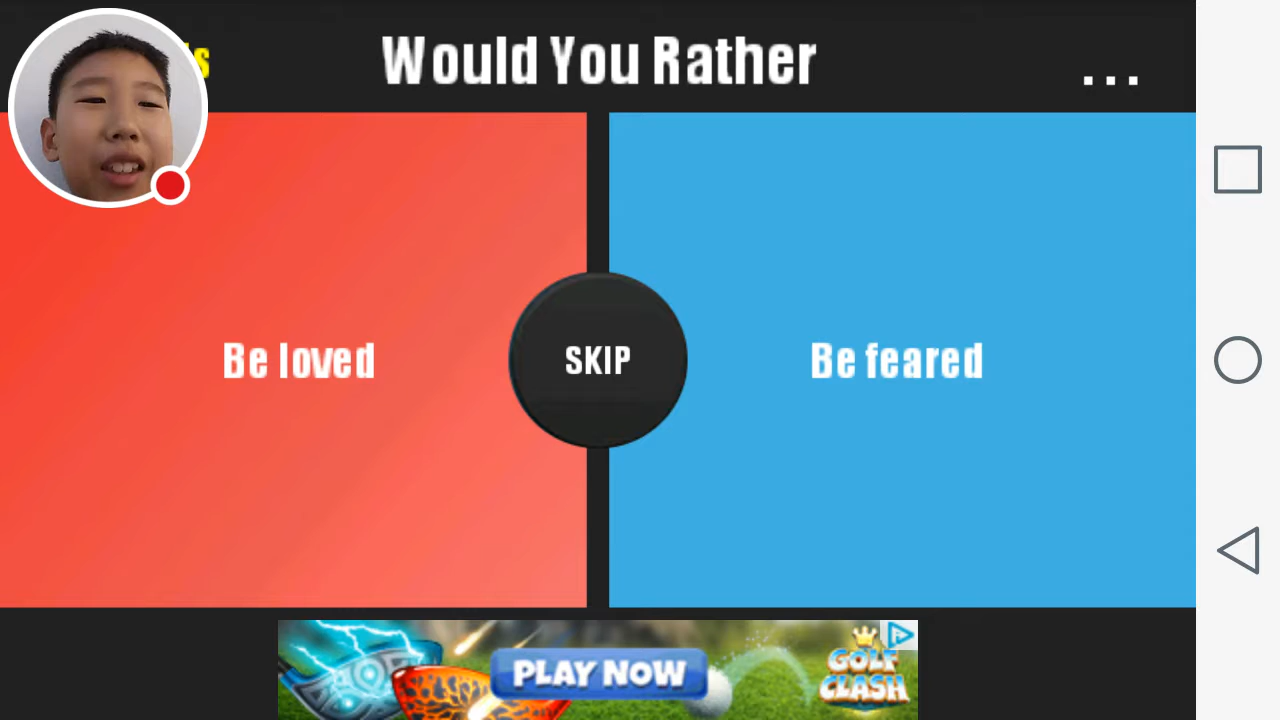 Would You Rather
...
Be loved
SKIP
Be feared
PLAY NOW
GOLF
CLASH